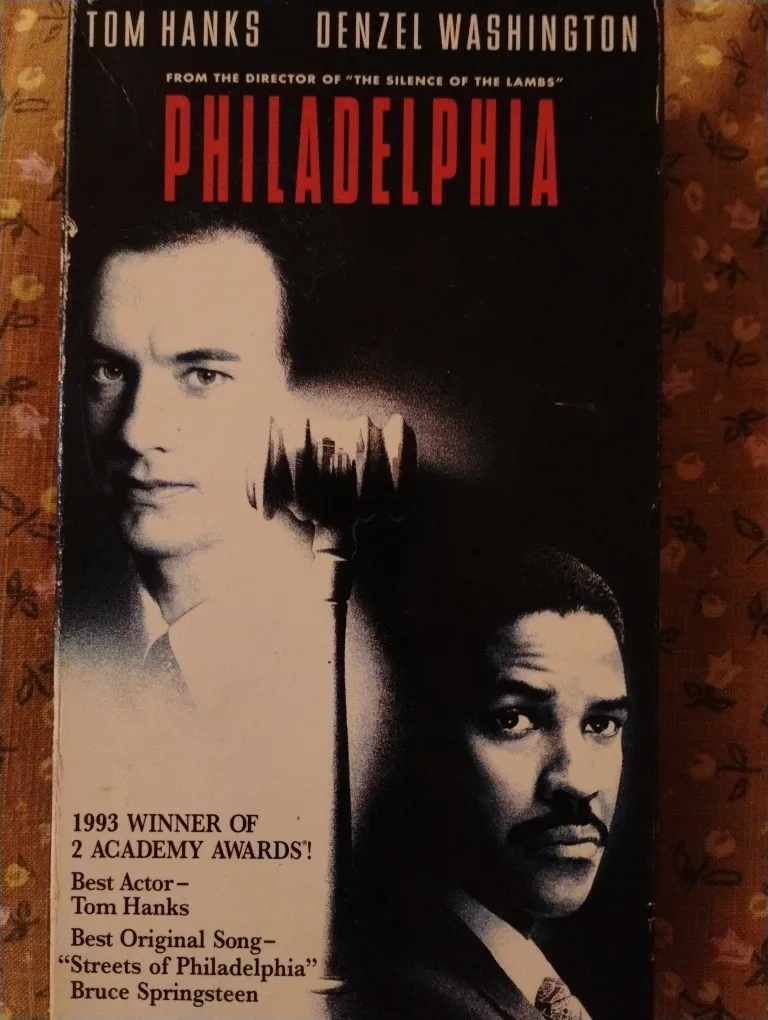 TOM HANKS DENZEL WASHINGTON
FROM THE DIRECTOR OF "THE SILENCE OF THE LAMBS"
PHILADELPHIA
1993 WINNER OF
2 ACADEMY AWARDS®!
Best Actor–
Tom Hanks
Best Original Song–
“Streets of Philadelphia”
Bruce Springsteen